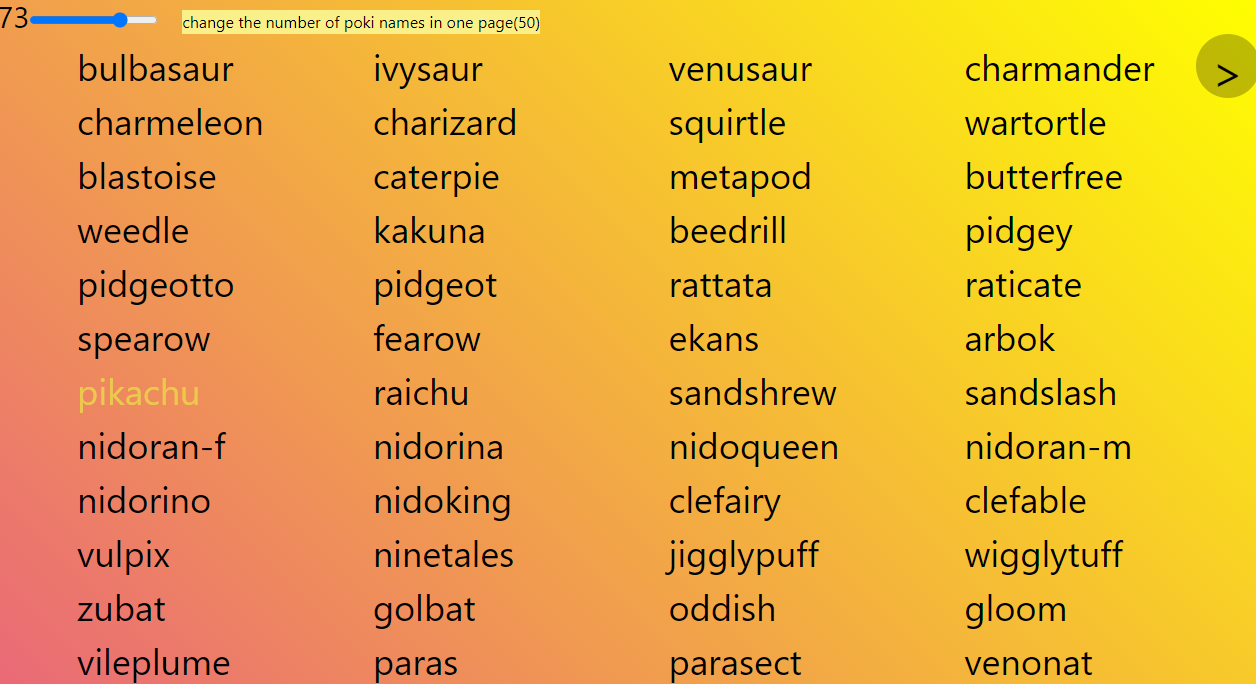 73 change the number of poki names in one page(50)
bulbasaur ivysaur venusaur charmander >
charmeleon charizard squirtle wartortle
blastoise caterpie metapod butterfree
weedle kakuna beedrill pidgey
pidgeotto pidgeot rattata raticate
spearow fearow ekans arbok
pikachu raichu sandshrew sandslash
nidoran-f nidorina nidoqueen nidoran-m
nidorino nidoking clefairy clefable
vulpix ninetales jigglypuff wigglytuff
zubat golbat oddish gloom
vileplume paras parasect venonat